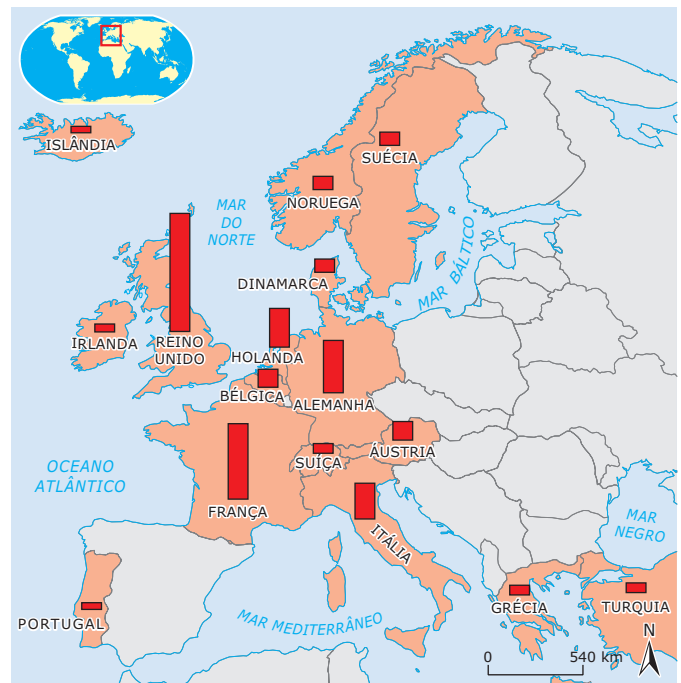 ISLÂNDIA
SUÉCIA
NORUEGA
MAR
DO
NORTE
DINAMARCA
MAR BÁLTICO
IRLANDA
REINO
UNIDO
HOLANDA
BÉLGICA
ALEMANHA
SUÍÇA
ÁUSTRIA
OCEANO
ATLÂNTICO
FRANÇA
ITÁLIA
MAR
NEGRO
PORTUGAL
MAR MEDITERRÂNEO
GRÉCIA
TURQUIA
N
0 540 km